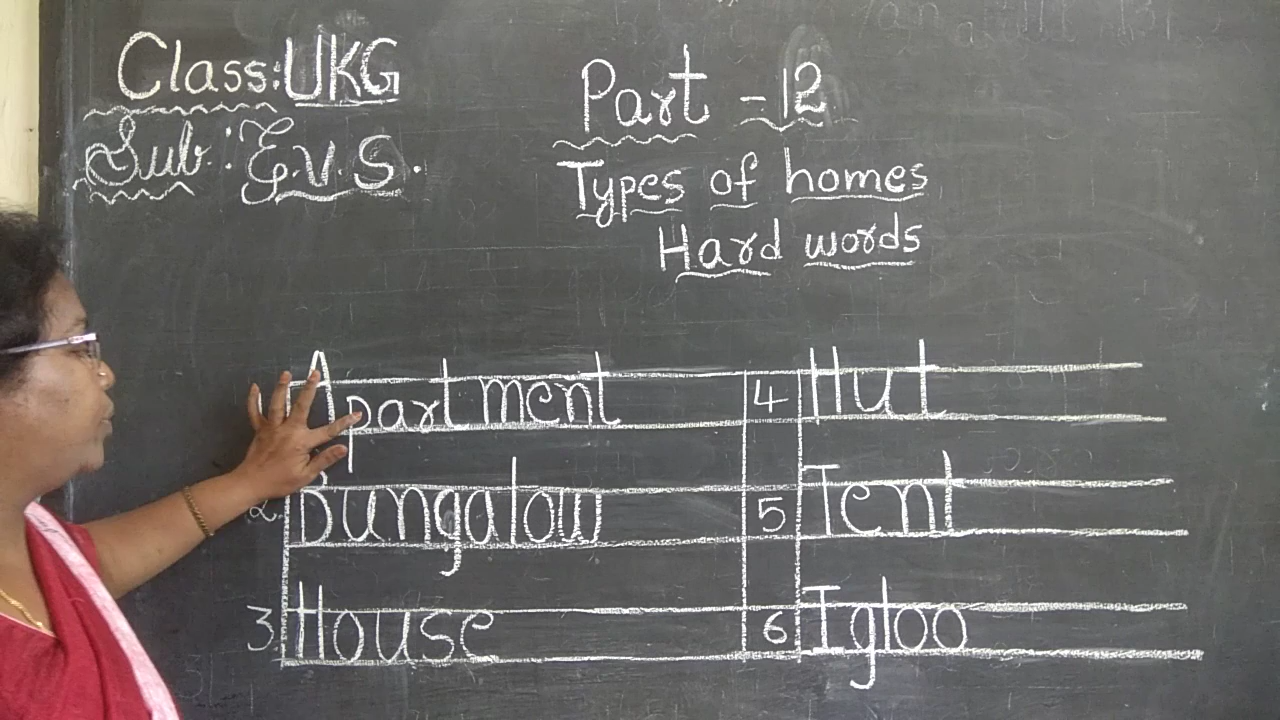 Class: UKG
Sub: E.V.S.
Part - 12
Types of homes
Hard words
Apartment
2. Bungalow
3. House
4 Hut
5 Tent
6 Igloo